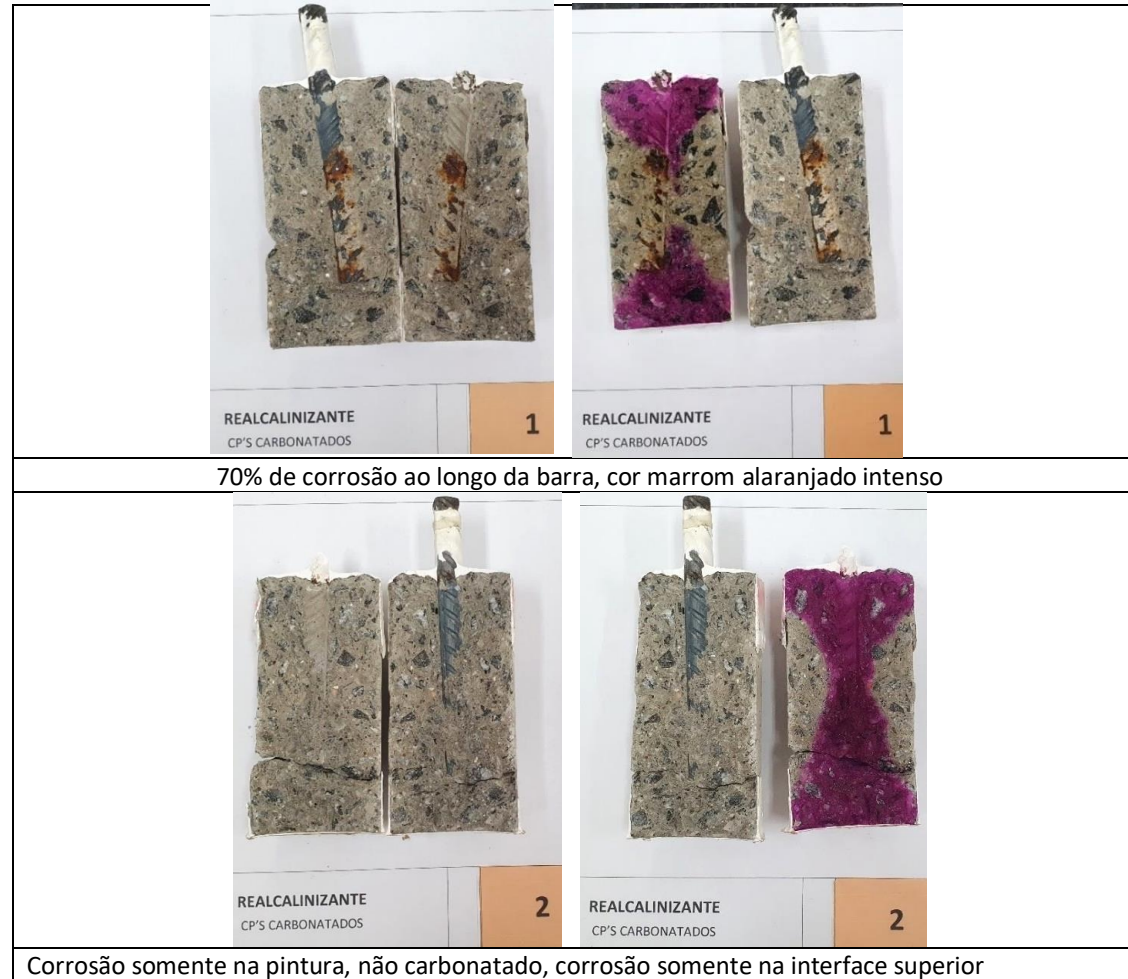 REALCALINIZANTE
CP'S CARBONATADOS
1
REALCALINIZANTE
CP'S CARBONATADOS
1
70% de corrosão ao longo da barra, cor marrom alaranjado intenso
REALCALINIZANTE
CP'S CARBONATADOS
2
REALCALINIZANTE
CP'S CARBONATADOS
2
Corrosão somente na pintura, não carbonatado, corrosão somente na interface superior